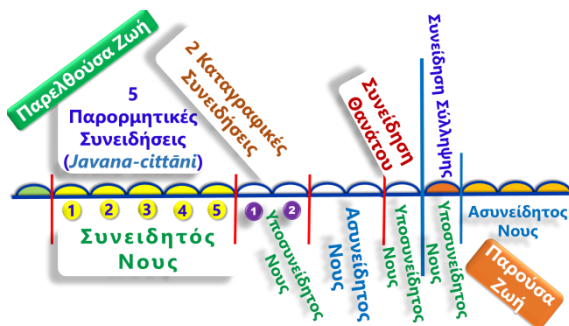 Παρελθούσα Ζωή
5
Παρορμητικές
Συνειδήσεις
(Javana-cittāni)
2 Καταγραφικές
Συνειδήσεις
Συνείδηση
Θανάτου
Συνείδηση Σύλληψης
1
2
3
4
5
1
2
Συνειδητός
Νους
Υποσυνείδητος
Νους
Ασυνείδητος
Νους
Υποσυνείδητος
Νους
Υποσυνείδητος
Νους
Ασυνείδητος
Νους
Παρούσα
Ζωή